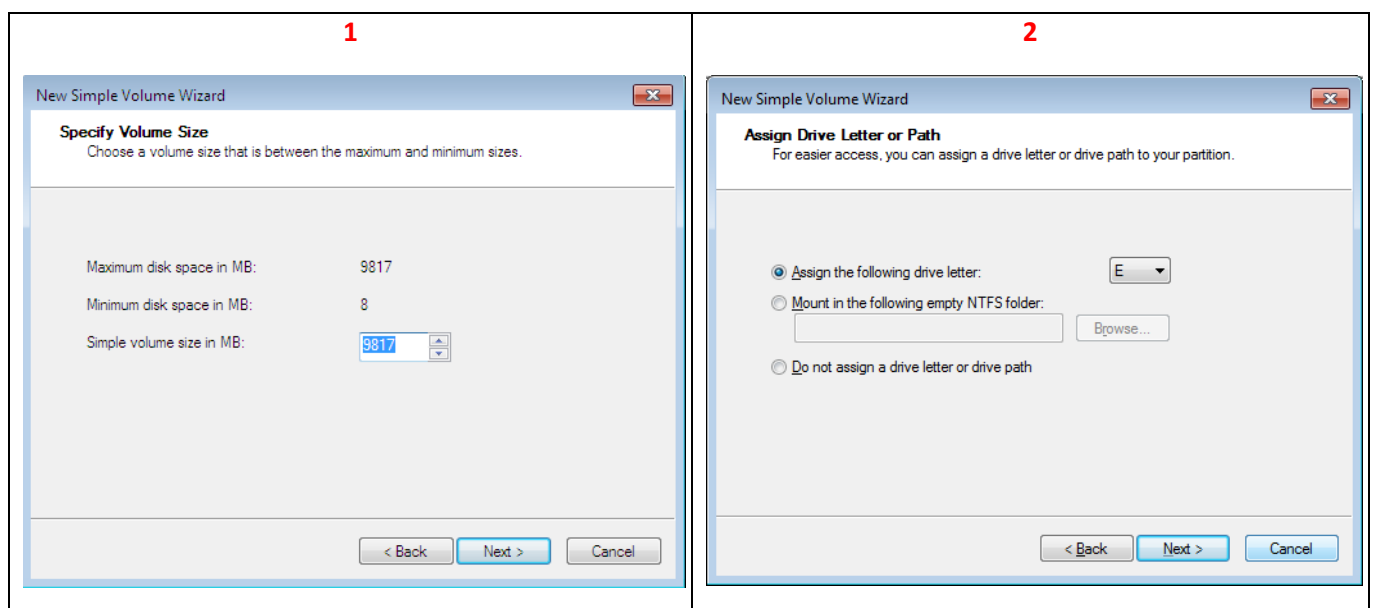 1
New Simple Volume Wizard
Specify Volume Size
Choose a volume size that is between the maximum and minimum sizes.
Maximum disk space in MB: 9817
Minimum disk space in MB: 8
Simple volume size in MB: 9817
< Back Next > Cancel
2
New Simple Volume Wizard
Assign Drive Letter or Path
For easier access, you can assign a drive letter or drive path to your partition.
Assign the following drive letter: E
Mount in the following empty NTFS folder:
Browse...
Do not assign a drive letter or drive path
< Back Next > Cancel